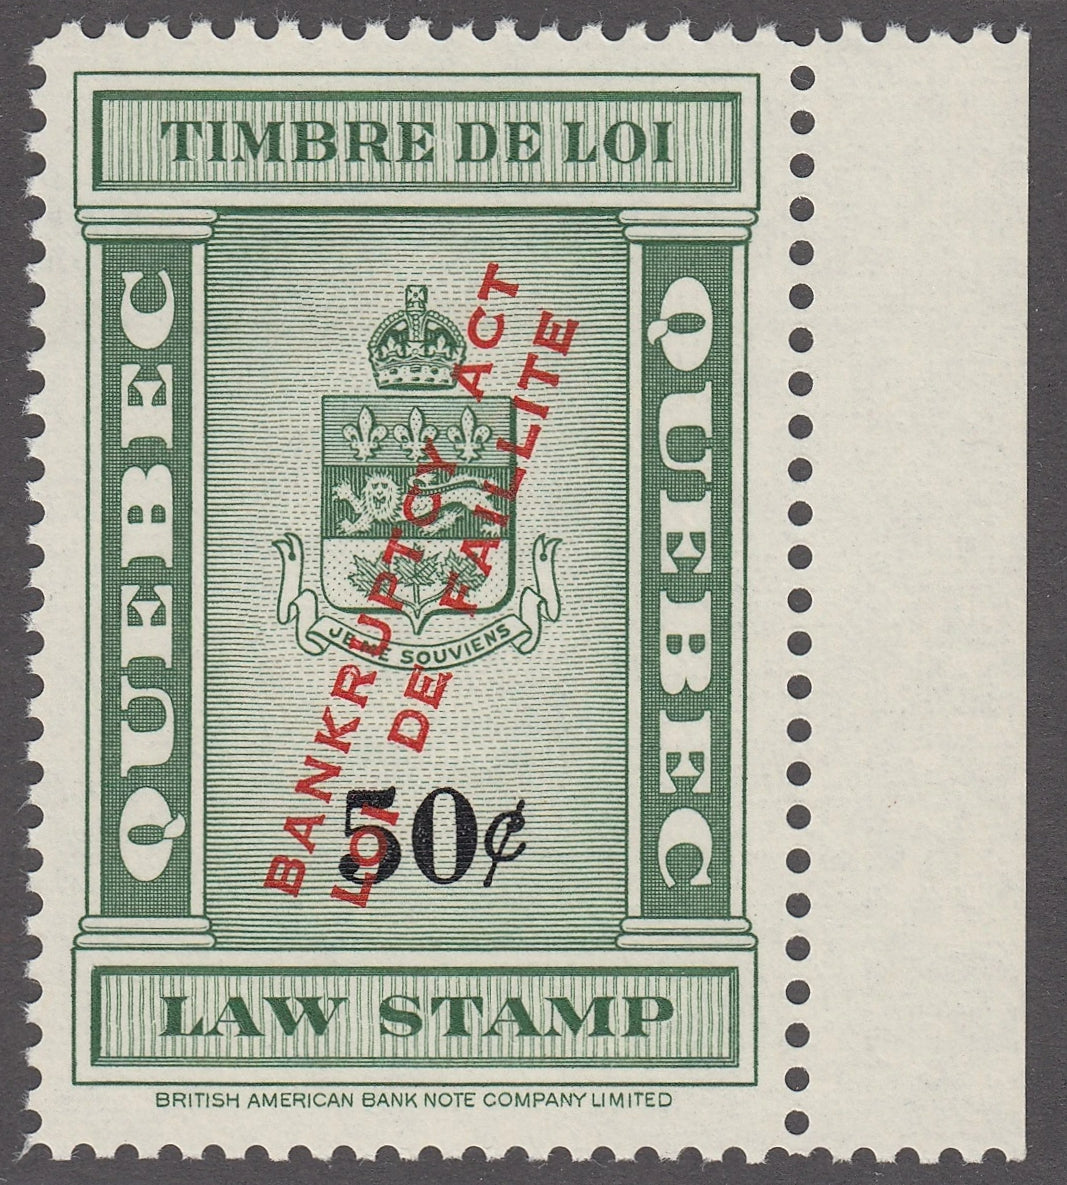 TIMBRE DE LOI
QUEBEC
QUEBEC
BANKRUPTCY ACT
LOI DE FAILLITE
JE ME SOUVIENS
50¢
LAW STAMP
BRITISH AMERICAN BANK NOTE COMPANY LIMITED